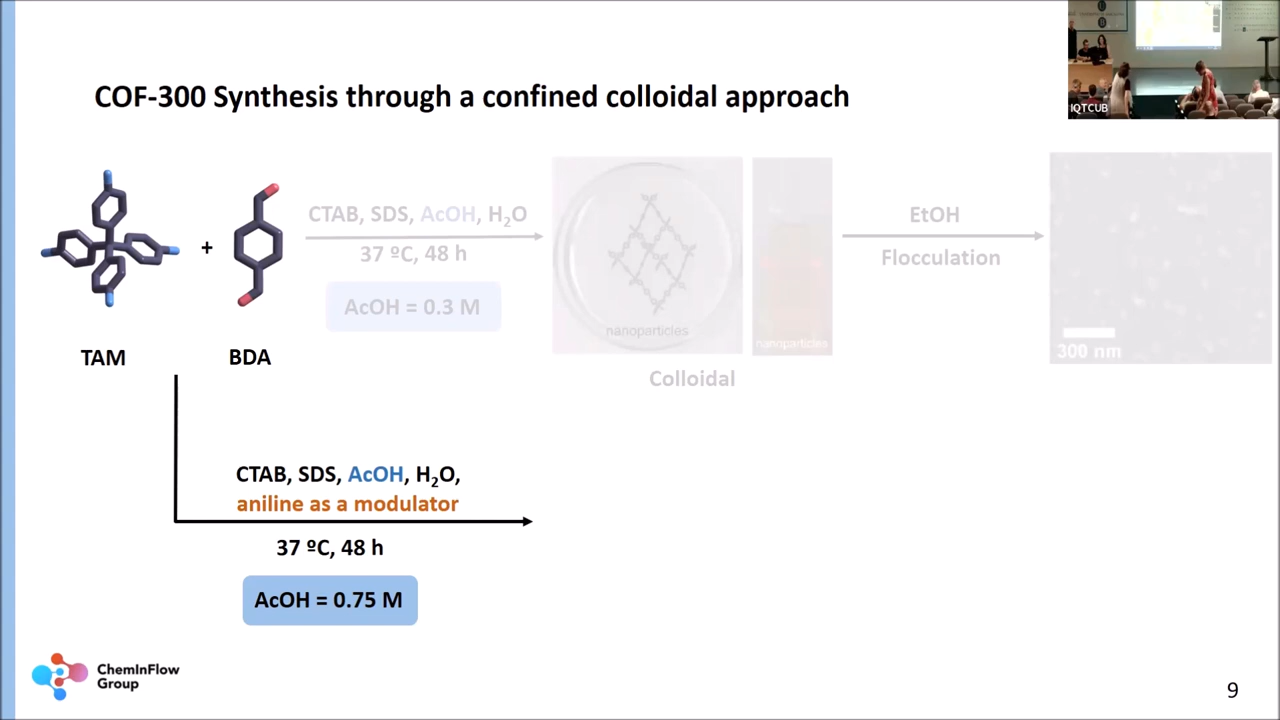 COF-300 Synthesis through a confined colloidal approach
IQTCUB
CTAB, SDS, AcOH, H₂O
37 ºC, 48 h
AcOH = 0.3 M
+
TAM
BDA
nanoparticles
nanoparticles
Colloidal
EtOH
Flocculation
300 nm
CTAB, SDS, AcOH, H₂O,
aniline as a modulator
37 ºC, 48 h
AcOH = 0.75 M
ChemInFlow
Group
9